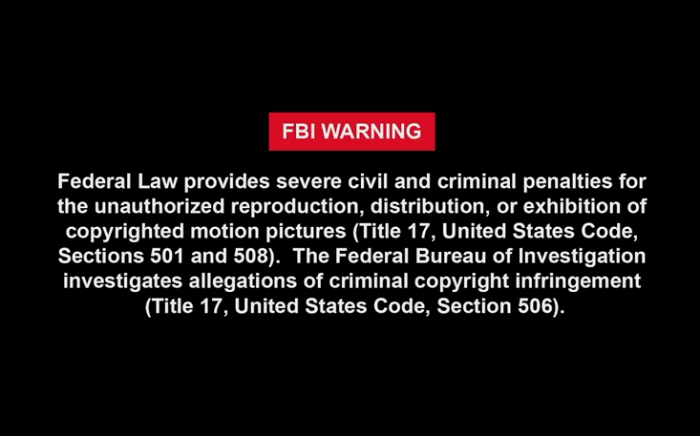 FBI WARNING
Federal Law provides severe civil and criminal penalties for
the unauthorized reproduction, distribution, or exhibition of
copyrighted motion pictures (Title 17, United States Code,
Sections 501 and 508).  The Federal Bureau of Investigation
investigates allegations of criminal copyright infringement
(Title 17, United States Code, Section 506).